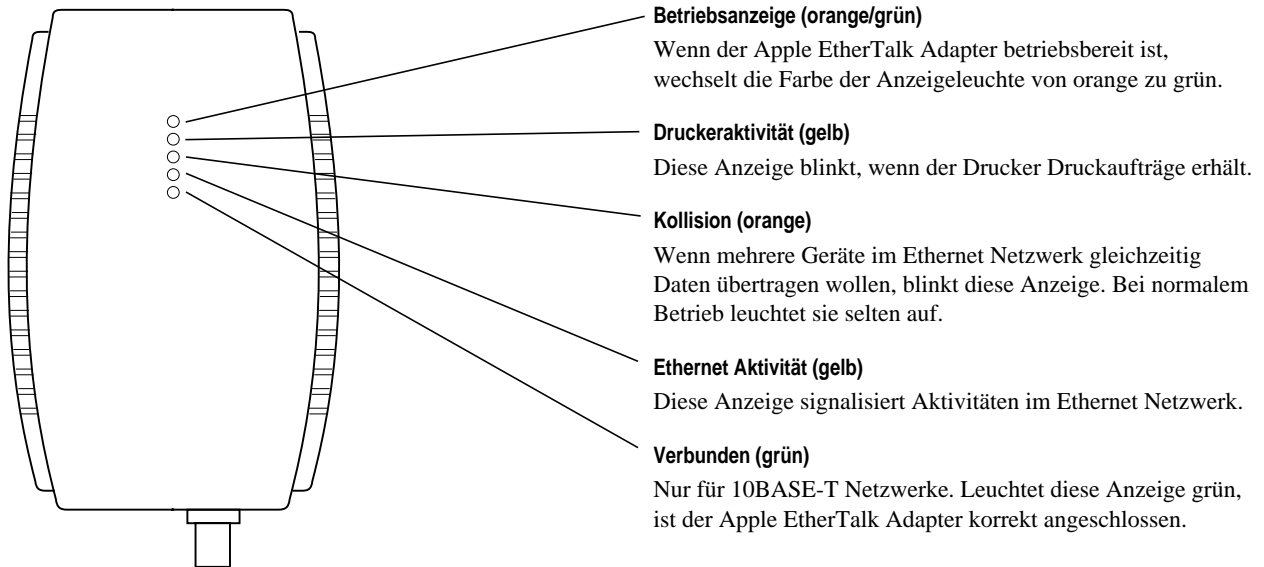 Betriebsanzeige (orange/grün)
Wenn der Apple EtherTalk Adapter betriebsbereit ist,
wechselt die Farbe der Anzeigeleuchte von orange zu grün.
Druckeraktivität (gelb)
Diese Anzeige blinkt, wenn der Drucker Druckaufträge erhält.
Kollision (orange)
Wenn mehrere Geräte im Ethernet Netzwerk gleichzeitig
Daten übertragen wollen, blinkt diese Anzeige. Bei normalem
Betrieb leuchtet sie selten auf.
Ethernet Aktivität (gelb)
Diese Anzeige signalisiert Aktivitäten im Ethernet Netzwerk.
Verbunden (grün)
Nur für 10BASE-T Netzwerke. Leuchtet diese Anzeige grün,
ist der Apple EtherTalk Adapter korrekt angeschlossen.